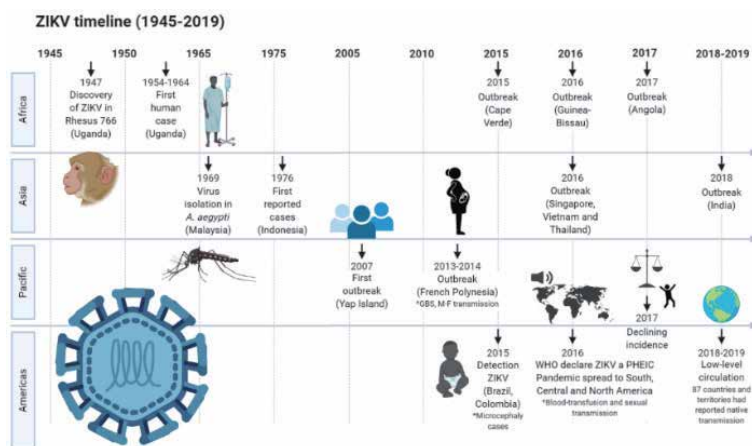 ZIKV timeline (1945-2019)
1945 1950 1965 1975 2005 2010 2015 2016 2017 2018-2019
Africa
1947
Discovery
of ZIKV in
Rhesus 766
(Uganda)
1954-1964
First
human
case
(Uganda)
2015
Outbreak
(Cape
Verde)
2016
Outbreak
(Guinea-
Bissau)
2017
Outbreak
(Angola)
Asia
1969
Virus
isolation in
A. aegypti
(Malaysia)
1976
First
reported
cases
(Indonesia)
2016
Outbreak
(Singapore,
Vietnam and
Thailand)
2018
Outbreak
(India)
Pacific
2007
First
outbreak
(Yap Island)
2013-2014
Outbreak
(French Polynesia)
*GBS, M-F transmission
2017
Declining
incidence
Americas
2015
Detection
ZIKV
(Brazil,
Colombia)
*Microcephaly
cases
2016
WHO declare ZIKV a PHEIC
Pandemic spread to South,
Central and North America
*Blood-transfusion and sexual
transmission
2018-2019
Low-level
circulation
87 countries and
territories had
reported native
transmission